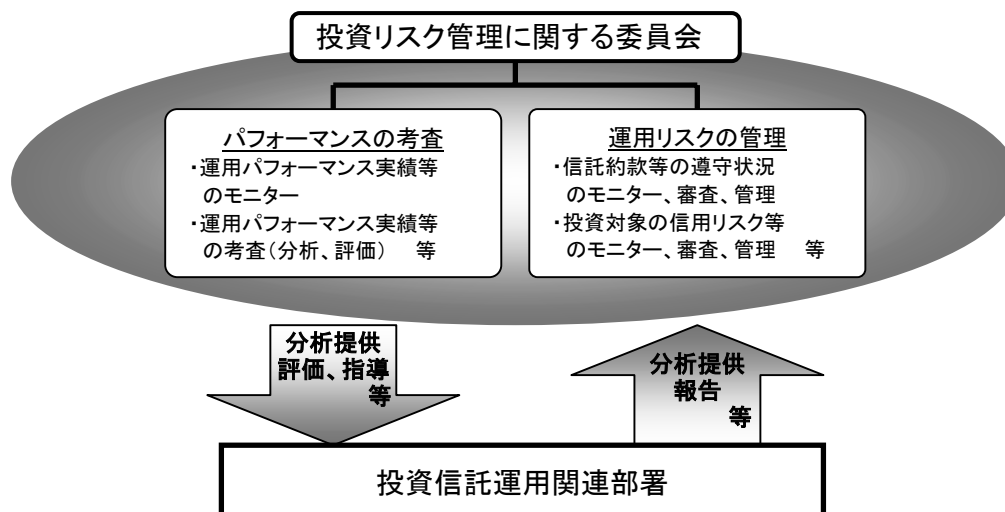 投資リスク管理に関する委員会
パフォーマンスの考査
・運用パフォーマンス実績等
のモニター
・運用パフォーマンス実績等
の考査(分析、評価)　等
運用リスクの管理
・信託約款等の遵守状況
のモニター、審査、管理
・投資対象の信用リスク等
のモニター、審査、管理　等
分析提供
評価、指導
等
分析提供
報告
等
投資信託運用関連部署